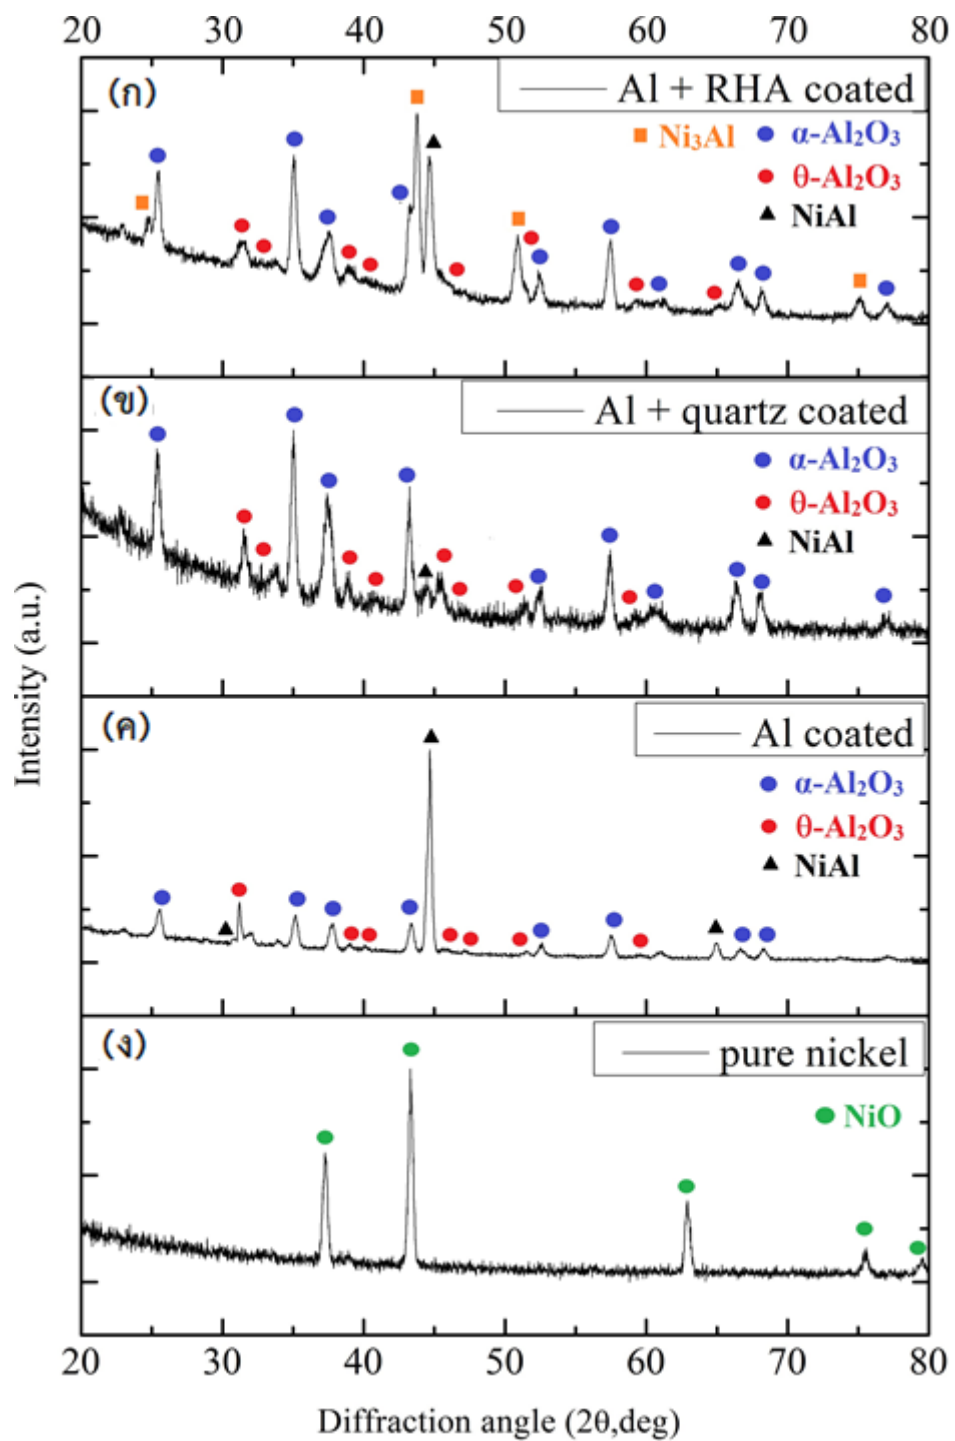 20 30 40 50 60 70 80
(ก)
Al + RHA coated
Ni₃Al
α-Al₂O₃
θ-Al₂O₃
NiAl
(ข)
Al + quartz coated
α-Al₂O₃
θ-Al₂O₃
NiAl
Intensity (a.u.)
(ค)
Al coated
α-Al₂O₃
θ-Al₂O₃
NiAl
(ง)
pure nickel
NiO
20 30 40 50 60 70 80
Diffraction angle (2θ,deg)